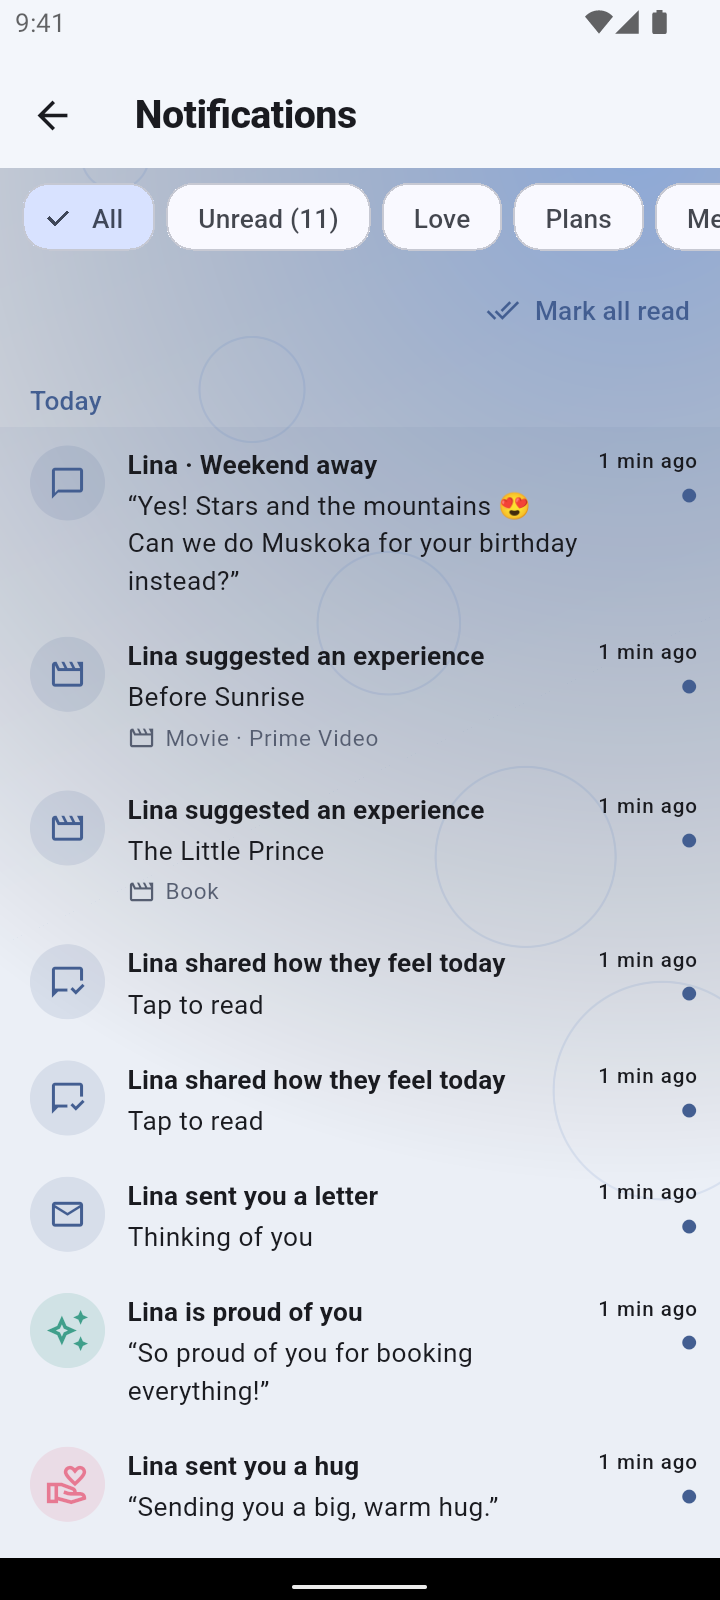 9:41
Notifications
All
Unread (11)
Love
Plans
Me
Mark all read
Today
Lina · Weekend away
1 min ago
“Yes! Stars and the mountains 😍
Can we do Muskoka for your birthday
instead?”
Lina suggested an experience
1 min ago
Before Sunrise
Movie · Prime Video
Lina suggested an experience
1 min ago
The Little Prince
Book
Lina shared how they feel today
1 min ago
Tap to read
Lina shared how they feel today
1 min ago
Tap to read
Lina sent you a letter
1 min ago
Thinking of you
Lina is proud of you
1 min ago
“So proud of you for booking
everything!”
Lina sent you a hug
1 min ago
“Sending you a big, warm hug.”